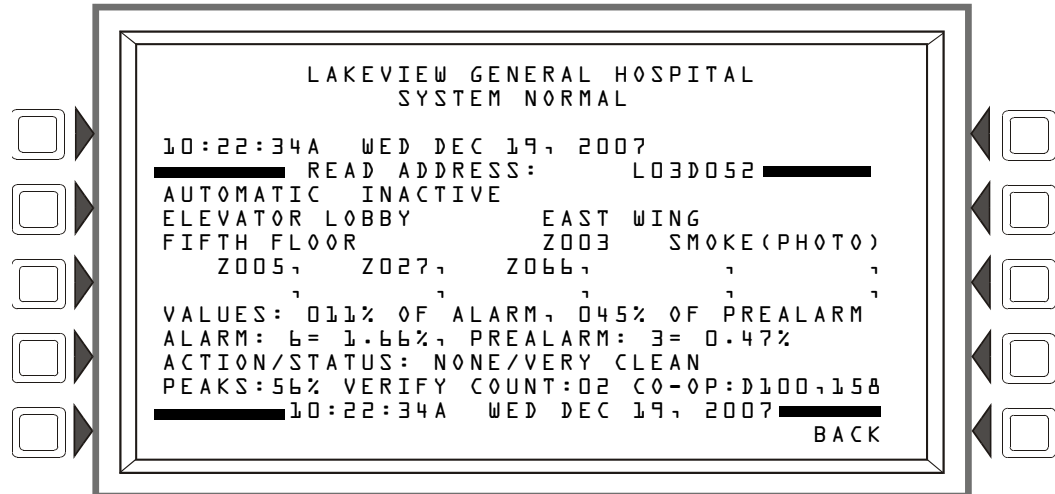 LAKEVIEW GENERAL HOSPITAL
SYSTEM NORMAL
10:22:34A WED DEC 19, 2007
READ ADDRESS: L03D052
AUTOMATIC INACTIVE
ELEVATOR LOBBY EAST WING
FIFTH FLOOR Z003 SMOKE(PHOTO)
Z005, Z027, Z066, , ,
, , , , ,
VALUES: 011% OF ALARM, 045% OF PREALARM
ALARM: 6= 1.66%, PREALARM: 3= 0.47%
ACTION/STATUS: NONE/VERY CLEAN
PEAKS:56% VERIFY COUNT:02 CO-OP:D100,158
10:22:34A WED DEC 19, 2007
BACK